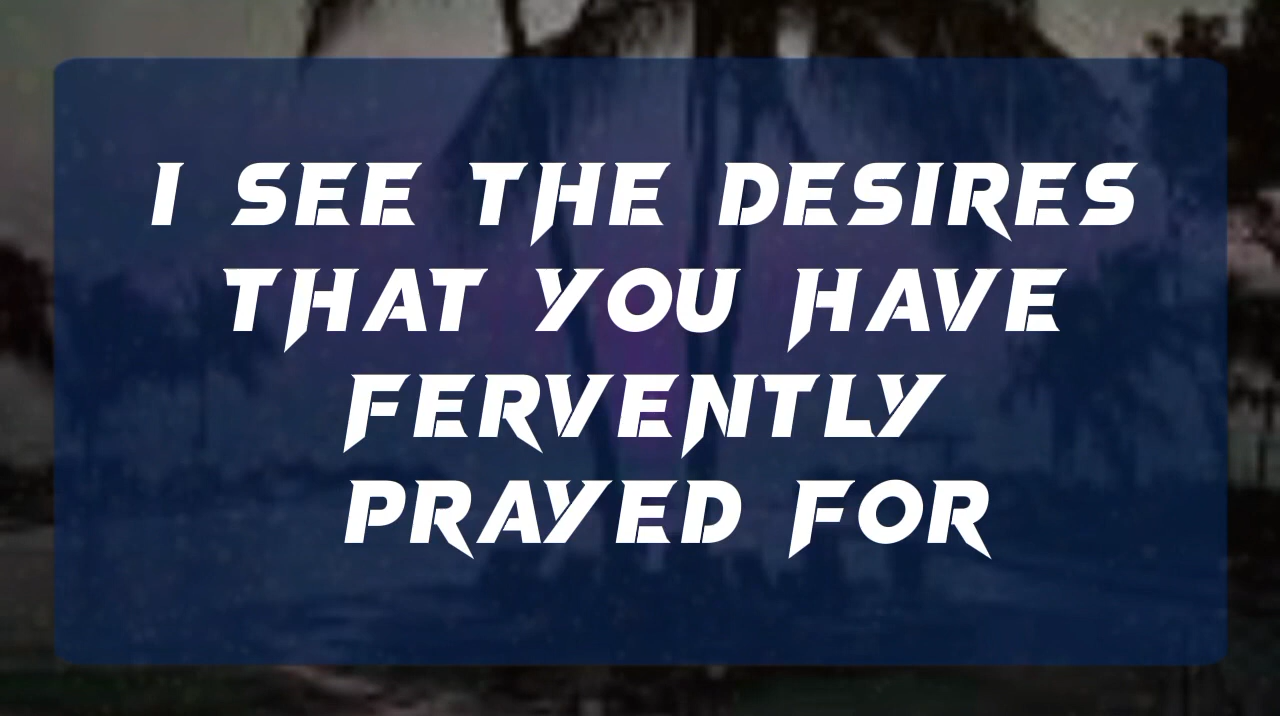 I SEE THE DESIRES
THAT YOU HAVE
FERVENTLY
PRAYED FOR